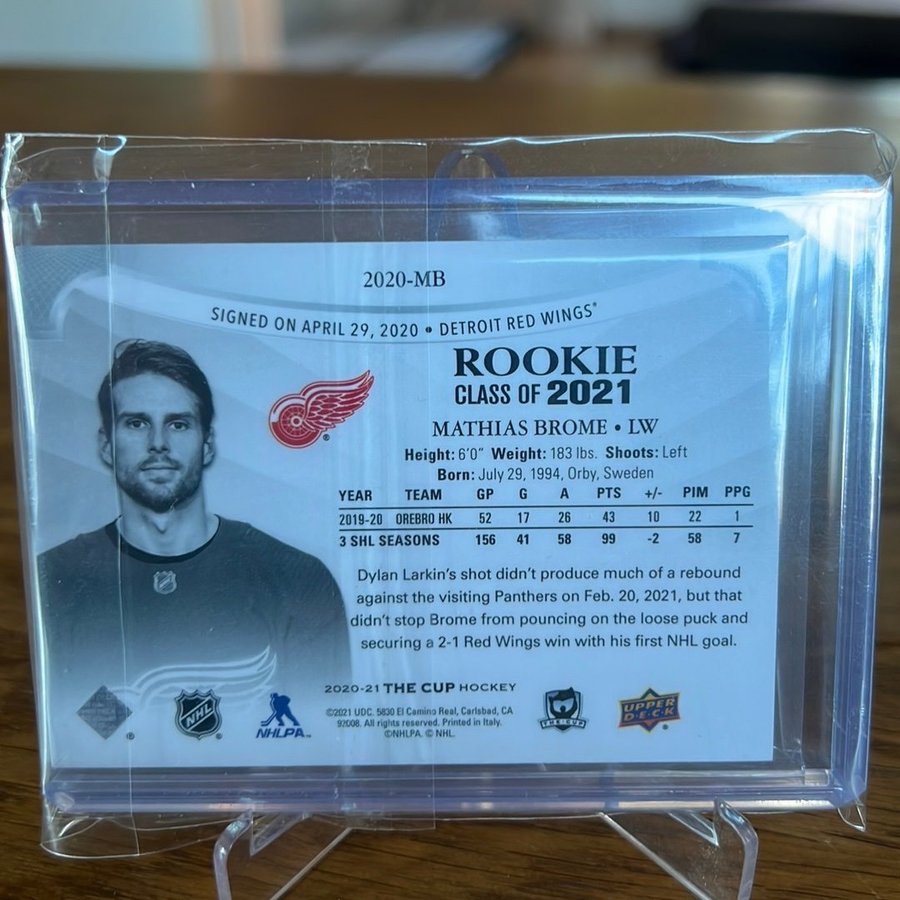 2020-MB
SIGNED ON APRIL 29, 2020 • DETROIT RED WINGS®
ROOKIE
CLASS OF 2021
MATHIAS BROME • LW
Height: 6'0" Weight: 183 lbs. Shoots: Left
Born: July 29, 1994, Orby, Sweden
YEAR TEAM GP G A PTS +/- PIM PPG
2019-20 OREBRO HK 52 17 26 43 10 22 1
3 SHL SEASONS 156 41 58 99 -2 58 7
Dylan Larkin's shot didn't produce much of a rebound
against the visiting Panthers on Feb. 20, 2021, but that
didn't stop Brome from pouncing on the loose puck and
securing a 2-1 Red Wings win with his first NHL goal.
2020-21 THE CUP HOCKEY
©2021 UDC. 5830 El Camino Real, Carlsbad, CA
92008. All rights reserved. Printed in Italy.
©NHLPA. © NHL.
NHL
NHLPA™
THE CUP
UPPER
DECK